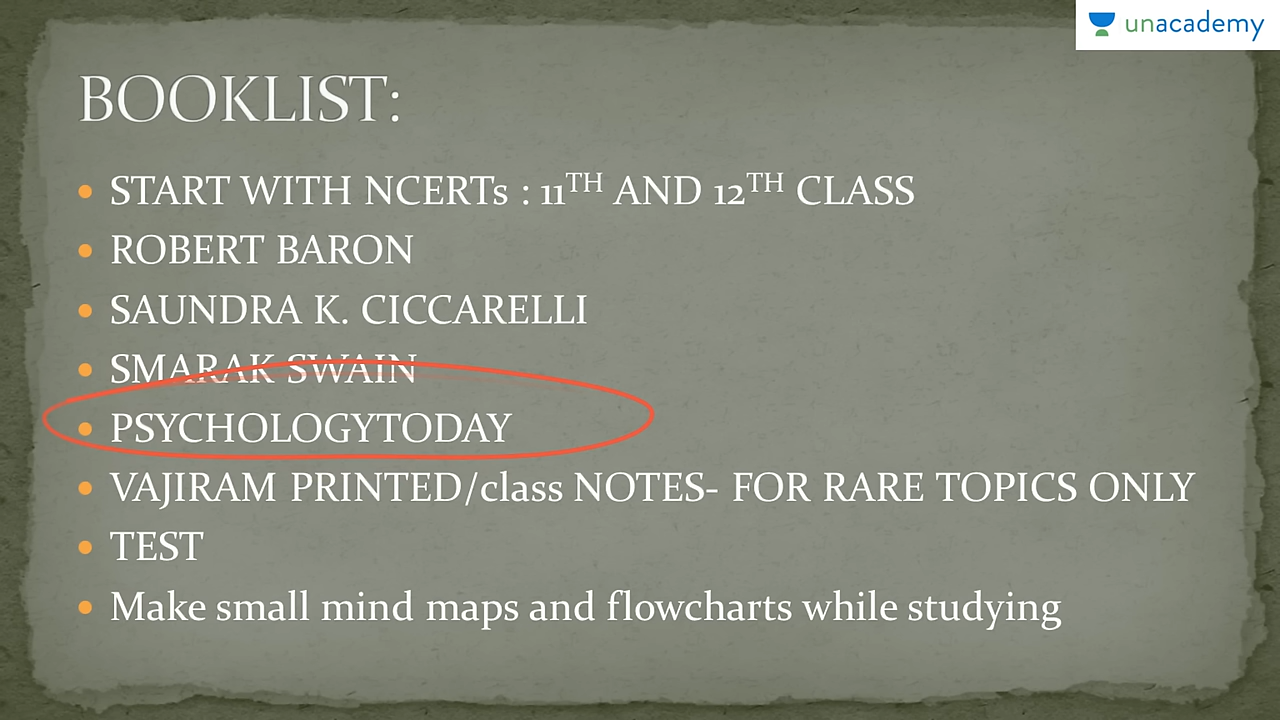 unacademy
BOOKLIST:
• START WITH NCERTs : 11TH AND 12TH CLASS
• ROBERT BARON
• SAUNDRA K. CICCARELLI
• SMARAK SWAIN
• PSYCHOLOGYTODAY
• VAJIRAM PRINTED/class NOTES- FOR RARE TOPICS ONLY
• TEST
• Make small mind maps and flowcharts while studying